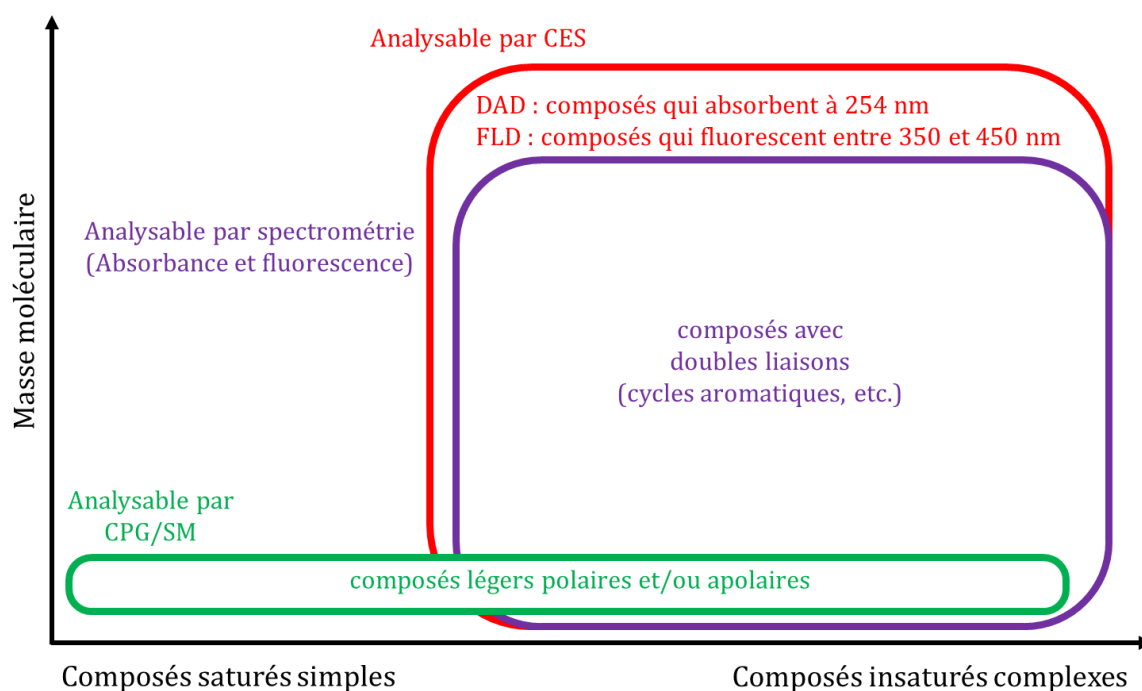 Analysable par CES
DAD : composés qui absorbent à 254 nm
FLD : composés qui fluorescent entre 350 et 450 nm
Masse moléculaire
Analysable par spectrométrie
(Absorbance et fluorescence)
composés avec
doubles liaisons
(cycles aromatiques, etc.)
Analysable par
CPG/SM
composés légers polaires et/ou apolaires
Composés saturés simples
Composés insaturés complexes